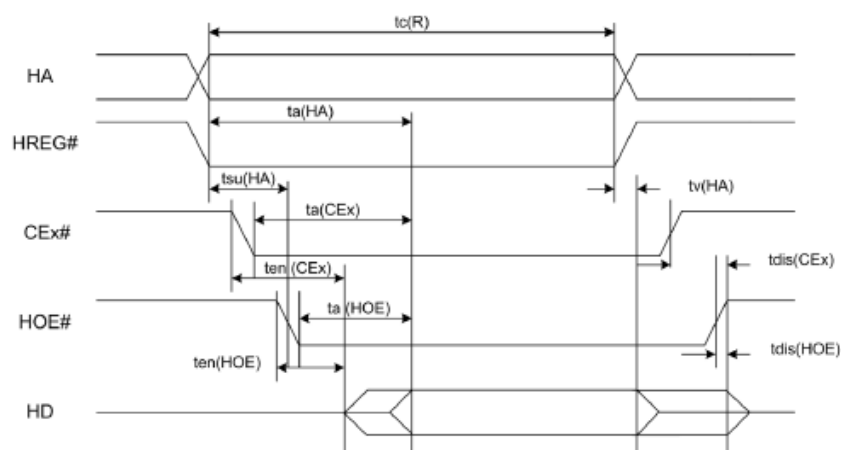 tc(R)
HA
ta(HA)
HREG#
tsu(HA)
tv(HA)
ta(CEx)
CEx#
ten (CEx)
tdis(CEx)
ta (HOE)
HOE#
ten(HOE)
tdis(HOE)
HD